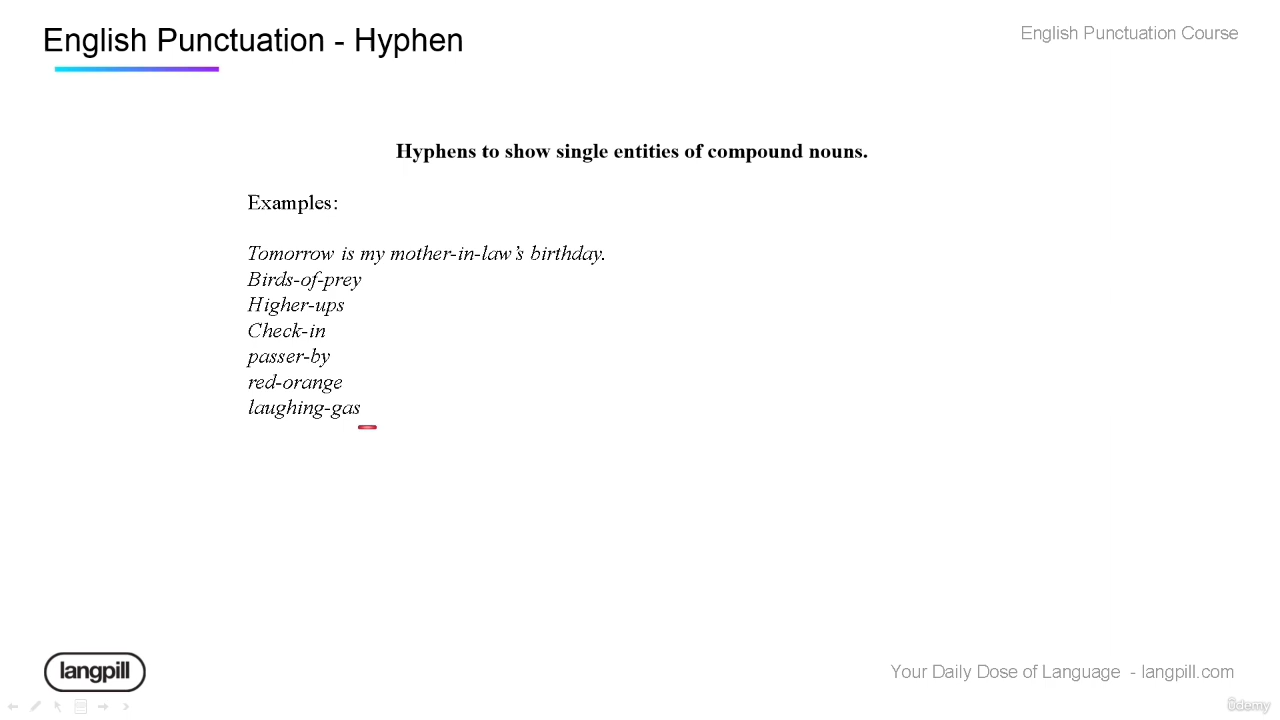 English Punctuation - Hyphen
English Punctuation Course
Hyphens to show single entities of compound nouns.
Examples:
Tomorrow is my mother-in-law’s birthday.
Birds-of-prey
Higher-ups
Check-in
passer-by
red-orange
laughing-gas
langpill
Your Daily Dose of Language - langpill.com
ûdemy